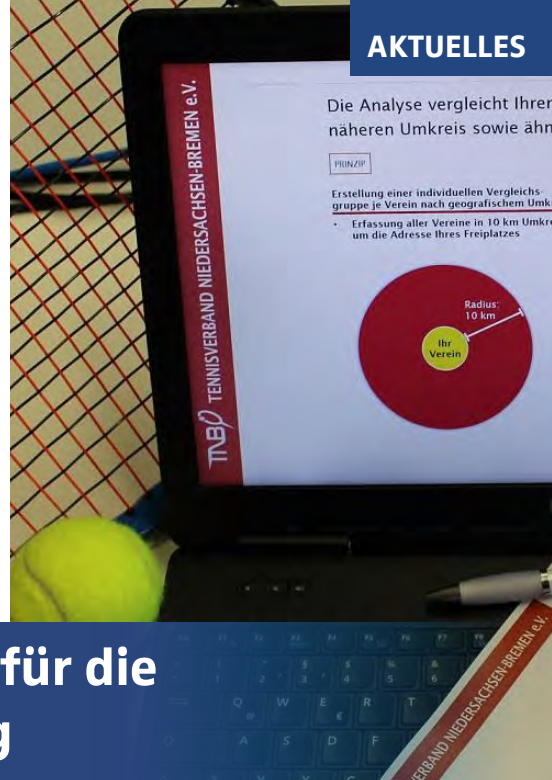 AKTUELLES
TNB TENNISVERBAND NIEDERSACHSEN-BREMEN e.V.
Die Analyse vergleicht Ihren
näheren Umkreis sowie ähn
PRINZIP
Erstellung einer individuellen Vergleichs-
gruppe je Verein nach geografischem Umk
• Erfassung aller Vereine in 10 km Umkre
um die Adresse Ihres Freiplatzes
Radius:
10 km
Ihr
Verein
für die
g
ERBAND NIEDERSACHSEN-BREMEN e.V.
Q W E R T
€
A S D F